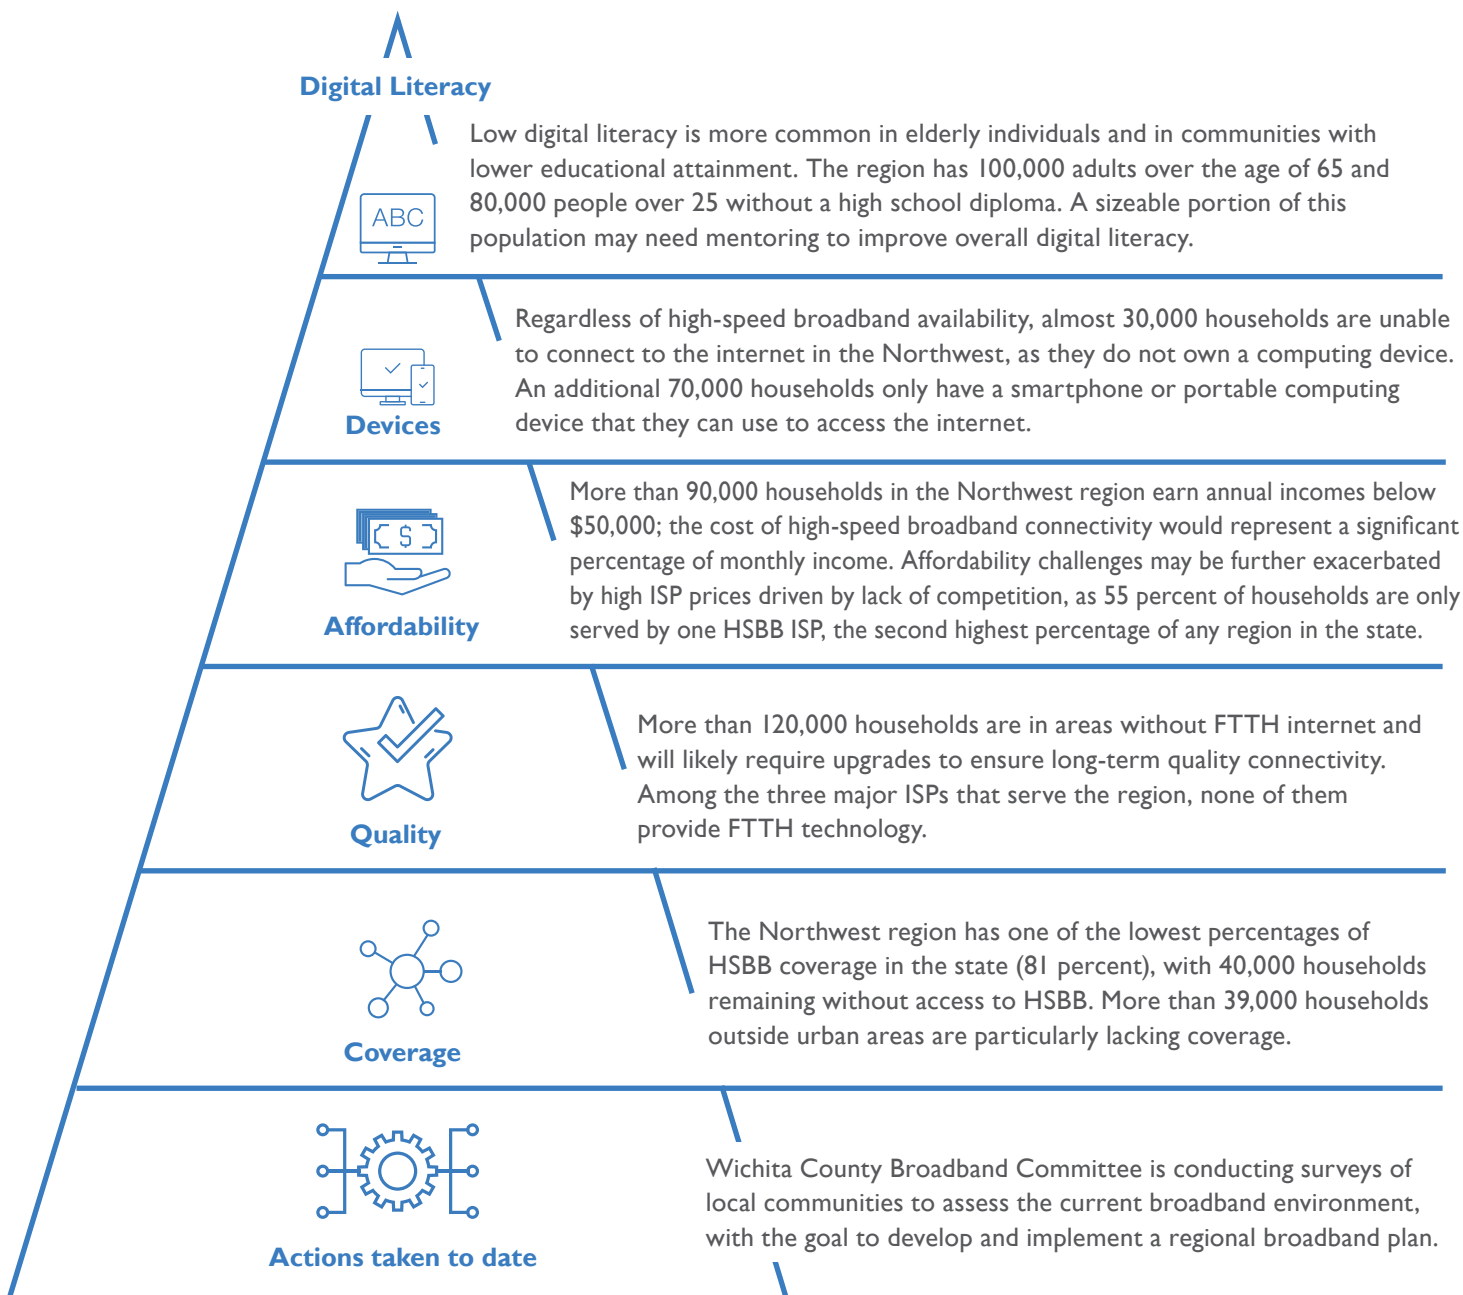 Digital Literacy
Low digital literacy is more common in elderly individuals and in communities with
lower educational attainment. The region has 100,000 adults over the age of 65 and
80,000 people over 25 without a high school diploma. A sizeable portion of this
population may need mentoring to improve overall digital literacy.
ABC
Regardless of high-speed broadband availability, almost 30,000 households are unable
to connect to the internet in the Northwest, as they do not own a computing device.
An additional 70,000 households only have a smartphone or portable computing
device that they can use to access the internet.
Devices
More than 90,000 households in the Northwest region earn annual incomes below
$50,000; the cost of high-speed broadband connectivity would represent a significant
percentage of monthly income. Affordability challenges may be further exacerbated
by high ISP prices driven by lack of competition, as 55 percent of households are only
served by one HSBB ISP, the second highest percentage of any region in the state.
$
Affordability
More than 120,000 households are in areas without FTTH internet and
will likely require upgrades to ensure long-term quality connectivity.
Among the three major ISPs that serve the region, none of them
provide FTTH technology.
Quality
The Northwest region has one of the lowest percentages of
HSBB coverage in the state (81 percent), with 40,000 households
remaining without access to HSBB. More than 39,000 households
outside urban areas are particularly lacking coverage.
Coverage
Wichita County Broadband Committee is conducting surveys of
local communities to assess the current broadband environment,
with the goal to develop and implement a regional broadband plan.
Actions taken to date